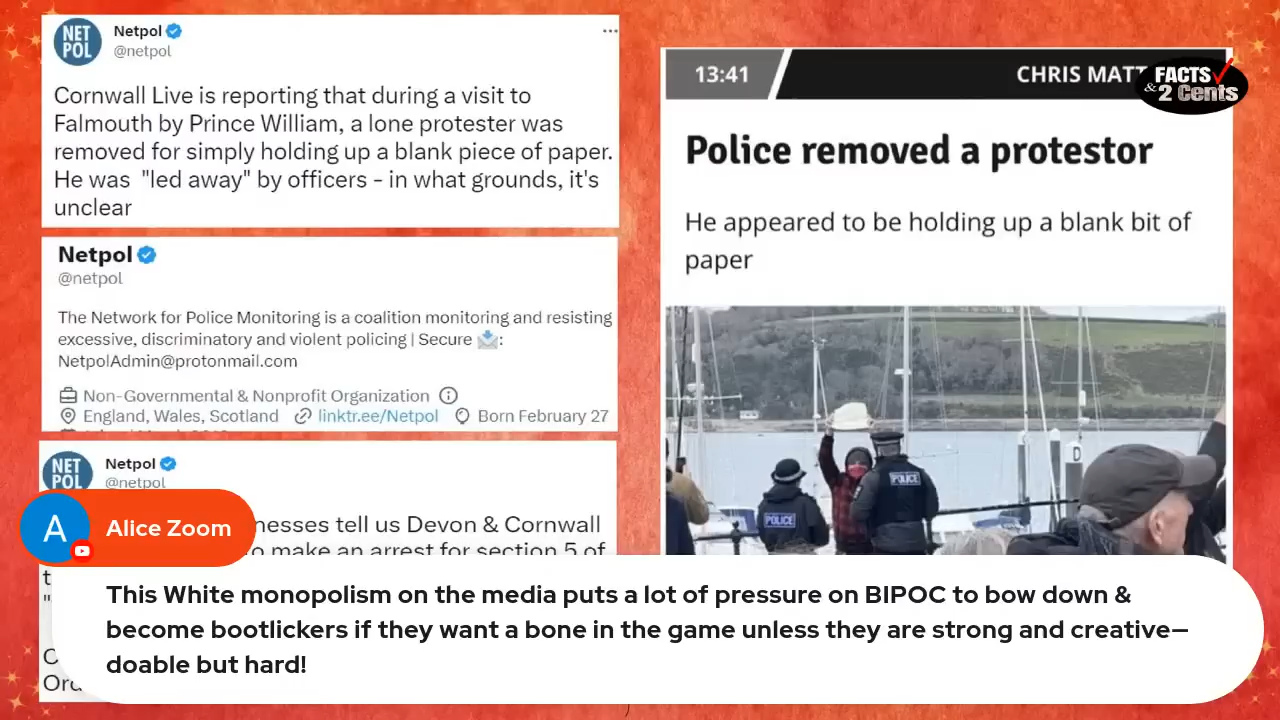 NET
POL
Netpol
@netpol
Cornwall Live is reporting that during a visit to
Falmouth by Prince William, a lone protester was
removed for simply holding up a blank piece of paper.
He was "led away" by officers - in what grounds, it's
unclear
Netpol
@netpol
The Network for Police Monitoring is a coalition monitoring and resisting
excessive, discriminatory and violent policing | Secure :
NetpolAdmin@protonmail.com
Non-Governmental & Nonprofit Organization
England, Wales, Scotland linktr.ee/Netpol Born February 27
NET
POL
Netpol
@netpol
nesses tell us Devon & Cornwall
o make an arrest for section 5 of
13:41 CHRIS MATT
FACTS
& 2 Cents
Police removed a protestor
He appeared to be holding up a blank bit of
paper
POLICE
POLICE
D
A
Alice Zoom
This White monopolism on the media puts a lot of pressure on BIPOC to bow down &
become bootlickers if they want a bone in the game unless they are strong and creative—
doable but hard!